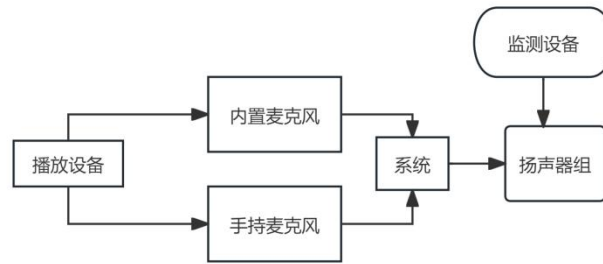 监测设备
内置麦克风
播放设备
系统
扬声器组
手持麦克风